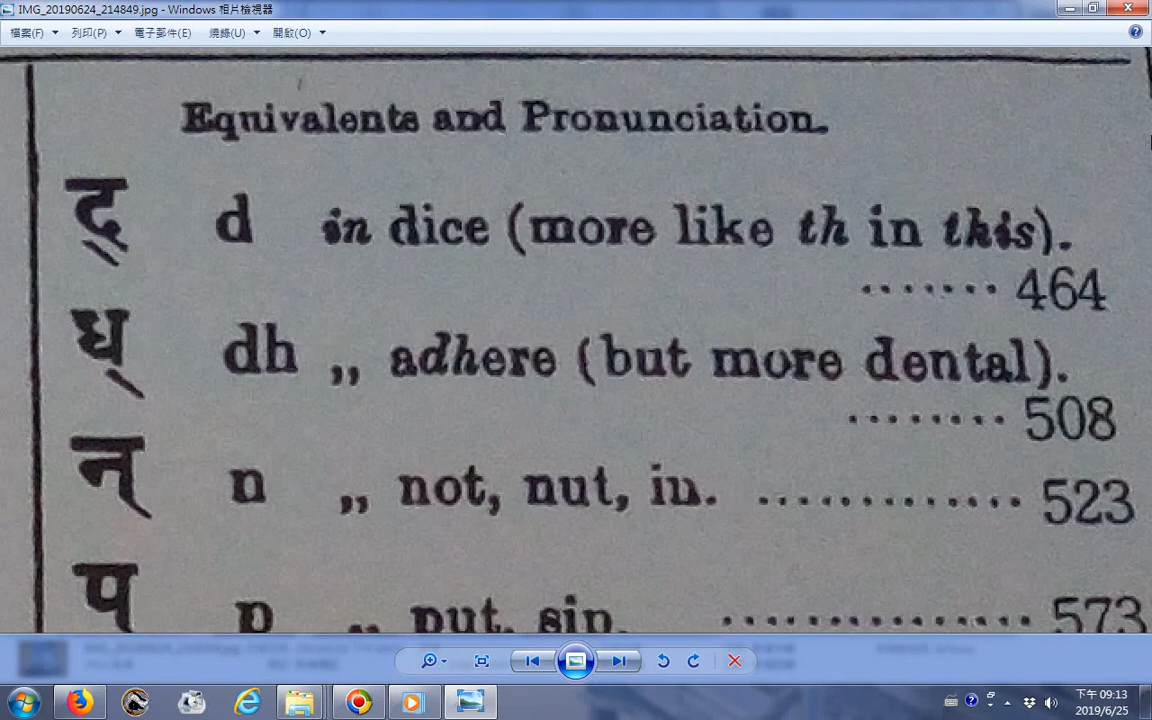 IMG_20190624_214849.jpg - Windows 相片檢視器
檔案(F) 列印(P) 電子郵件(E) 燒錄(U) 開啟(O)
Equivalents and Pronunciation.
द् d in dice (more like th in this).
······· 464
ध् dh ,, adhere (but more dental).
········ 508
न् n ,, not, nut, in. ············· 523
प p ,, put, sip. ·············· 573
下午 09:13
2019/6/25